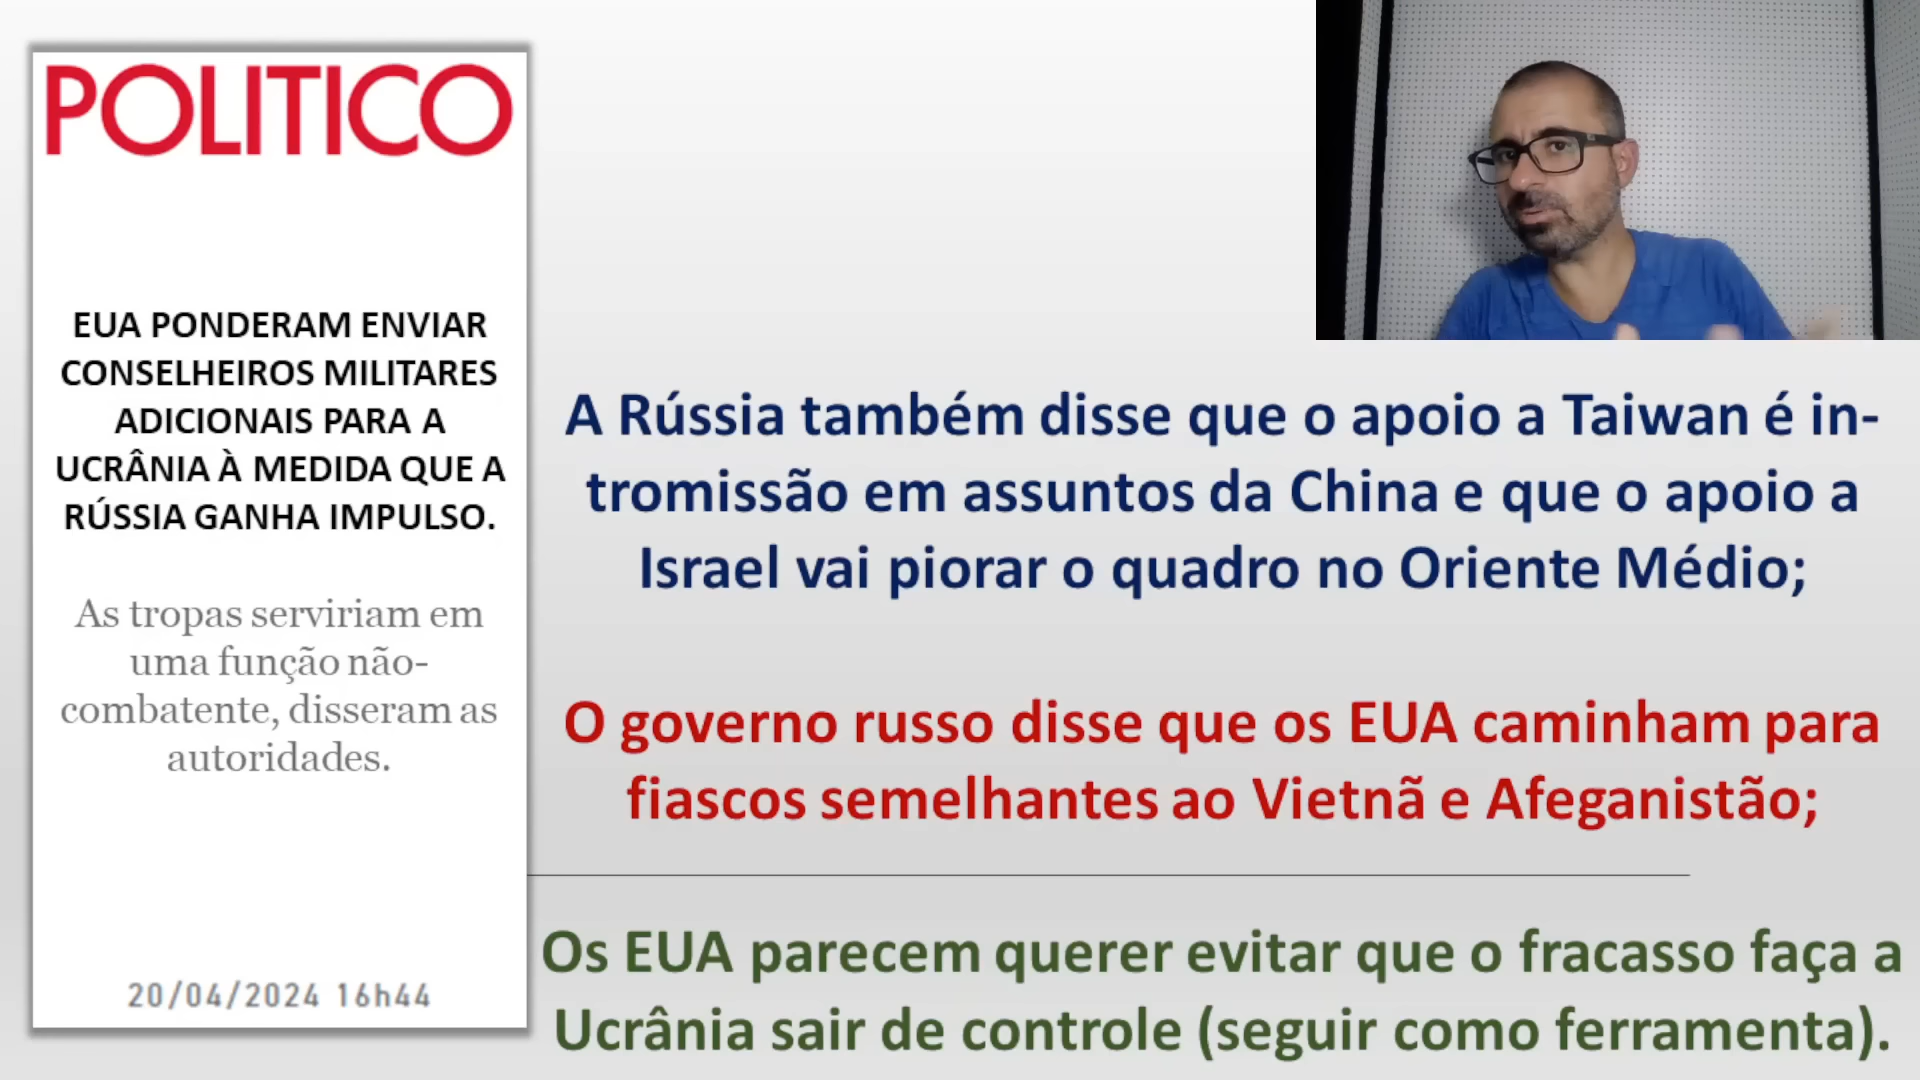 POLITICO
EUA PONDERAM ENVIAR
CONSELHEIROS MILITARES
ADICIONAIS PARA A
UCRÂNIA À MEDIDA QUE A
RÚSSIA GANHA IMPULSO.
As tropas serviriam em
uma função não-
combatente, disseram as
autoridades.
20/04/2024 16h44
A Rússia também disse que o apoio a Taiwan é in-
tromissão em assuntos da China e que o apoio a
Israel vai piorar o quadro no Oriente Médio;
O governo russo disse que os EUA caminham para
fiascos semelhantes ao Vietnã e Afeganistão;
Os EUA parecem querer evitar que o fracasso faça a
Ucrânia sair de controle (seguir como ferramenta).